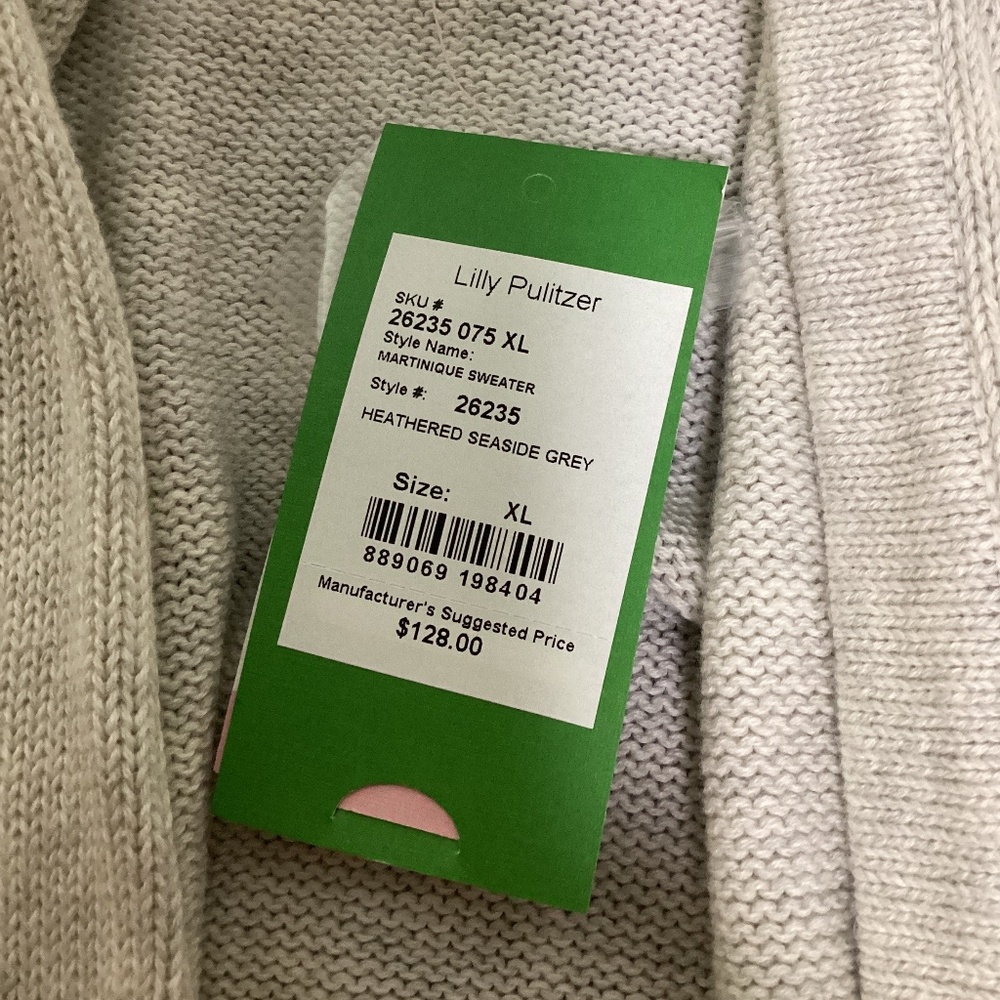 Lilly Pulitzer
SKU #
26235 075 XL
Style Name:
MARTINIQUE SWEATER
Style #: 26235
HEATHERED SEASIDE GREY
Size: XL
889069 198404
Manufacturer's Suggested Price
$128.00